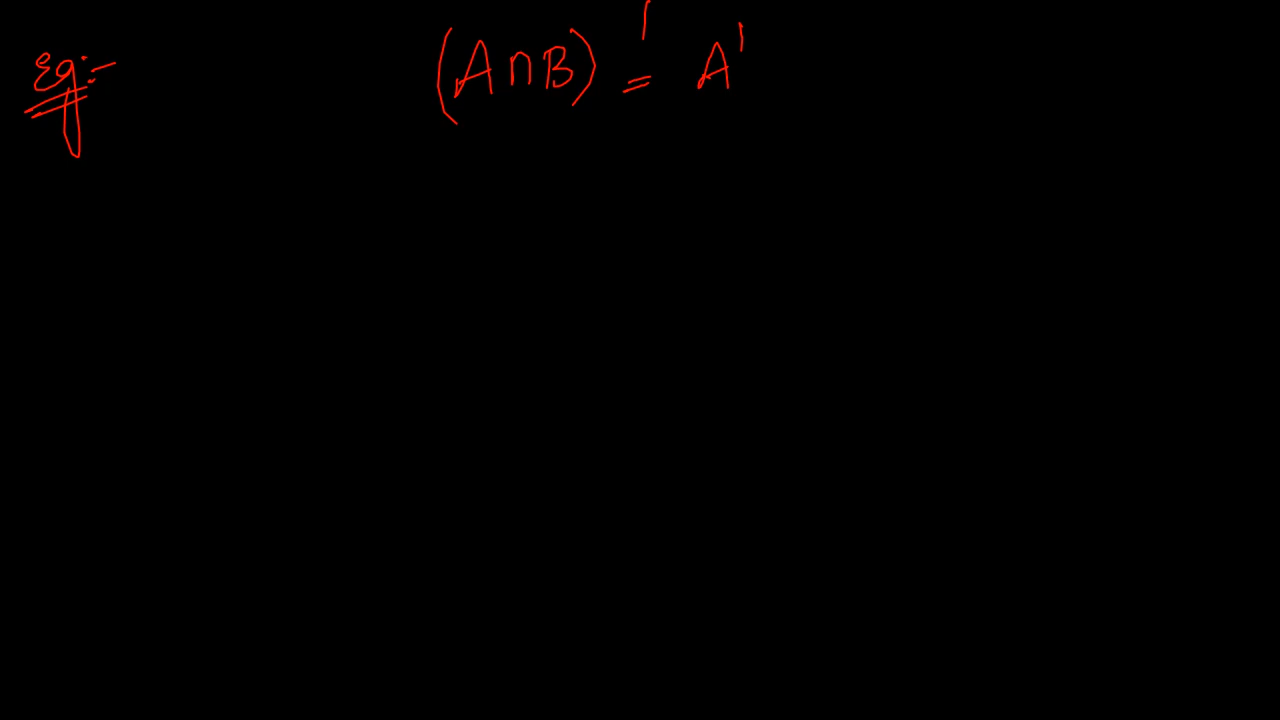 Eg:- (A∩B)' = A'